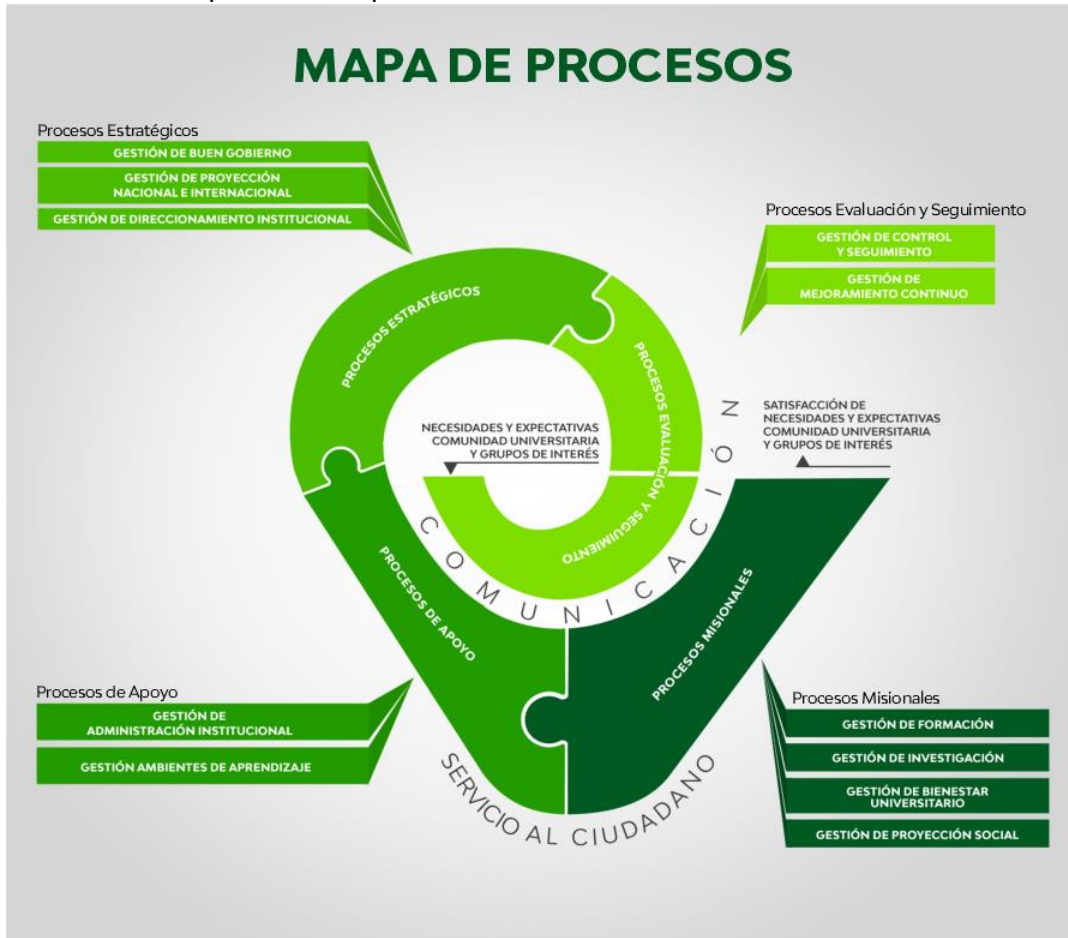 MAPA DE PROCESOS
Procesos Estratégicos
GESTIÓN DE BUEN GOBIERNO
GESTIÓN DE PROYECCIÓN
NACIONAL E INTERNACIONAL
GESTIÓN DE DIRECCIONAMIENTO INSTITUCIONAL
Procesos Evaluación y Seguimiento
GESTIÓN DE CONTROL
Y SEGUIMIENTO
GESTIÓN DE
MEJORAMIENTO CONTINUO
PROCESOS ESTRATÉGICOS
PROCESOS EVALUACIÓN Y SEGUIMIENTO
NECESIDADES Y EXPECTATIVAS
COMUNIDAD UNIVERSITARIA
Y GRUPOS DE INTERÉS
SATISFACCIÓN DE
NECESIDADES Y EXPECTATIVAS
COMUNIDAD UNIVERSITARIA
Y GRUPOS DE INTERÉS
COMUNICACIÓN
PROCESOS DE APOYO
PROCESOS MISIONALES
Procesos de Apoyo
GESTIÓN DE
ADMINISTRACIÓN INSTITUCIONAL
GESTIÓN AMBIENTES DE APRENDIZAJE
Procesos Misionales
GESTIÓN DE FORMACIÓN
GESTIÓN DE INVESTIGACIÓN
GESTIÓN DE BIENESTAR
UNIVERSITARIO
GESTIÓN DE PROYECCIÓN SOCIAL
SERVICIO AL CIUDADANO